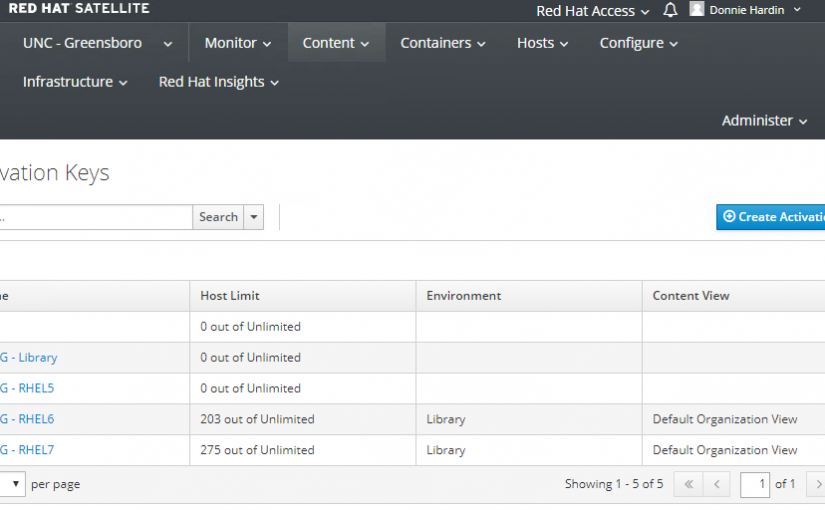 RED HAT SATELLITE
Red Hat Access Donnie Hardin
UNC - Greensboro Monitor Content Containers Hosts Configure
Infrastructure Red Hat Insights
Administer
vation Keys
.. Search Create Activatio
e Host Limit Environment Content View
0 out of Unlimited
G - Library 0 out of Unlimited
G - RHEL5 0 out of Unlimited
G - RHEL6 203 out of Unlimited Library Default Organization View
G - RHEL7 275 out of Unlimited Library Default Organization View
per page Showing 1 - 5 of 5 « < 1 of 1 >